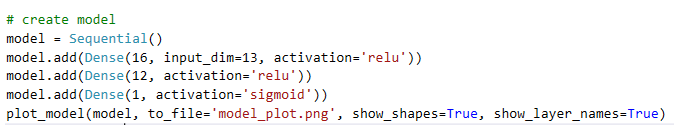 # create model
model = Sequential()
model.add(Dense(16, input_dim=13, activation='relu'))
model.add(Dense(12, activation='relu'))
model.add(Dense(1, activation='sigmoid'))
plot_model(model, to_file='model_plot.png', show_shapes=True, show_layer_names=True)